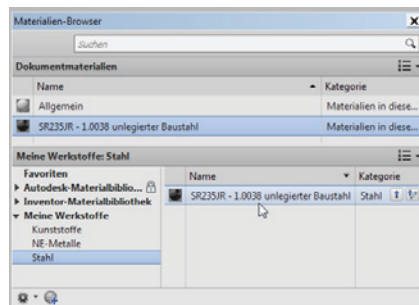 Materialien-Browser
Suchen
Dokumentmaterialien
Name Kategorie
Allgemein Materialien in diese...
SR235JR - 1.0038 unlegierter Baustahl Materialien in diese...
Meine Werkstoffe: Stahl
Favoriten
Autodesk-Materialbiblio...
Inventor-Materialbibliothek
Meine Werkstoffe
Kunststoffe
NE-Metalle
Stahl
Name Kategorie
SR235JR - 1.0038 unlegierter Baustahl Stahl